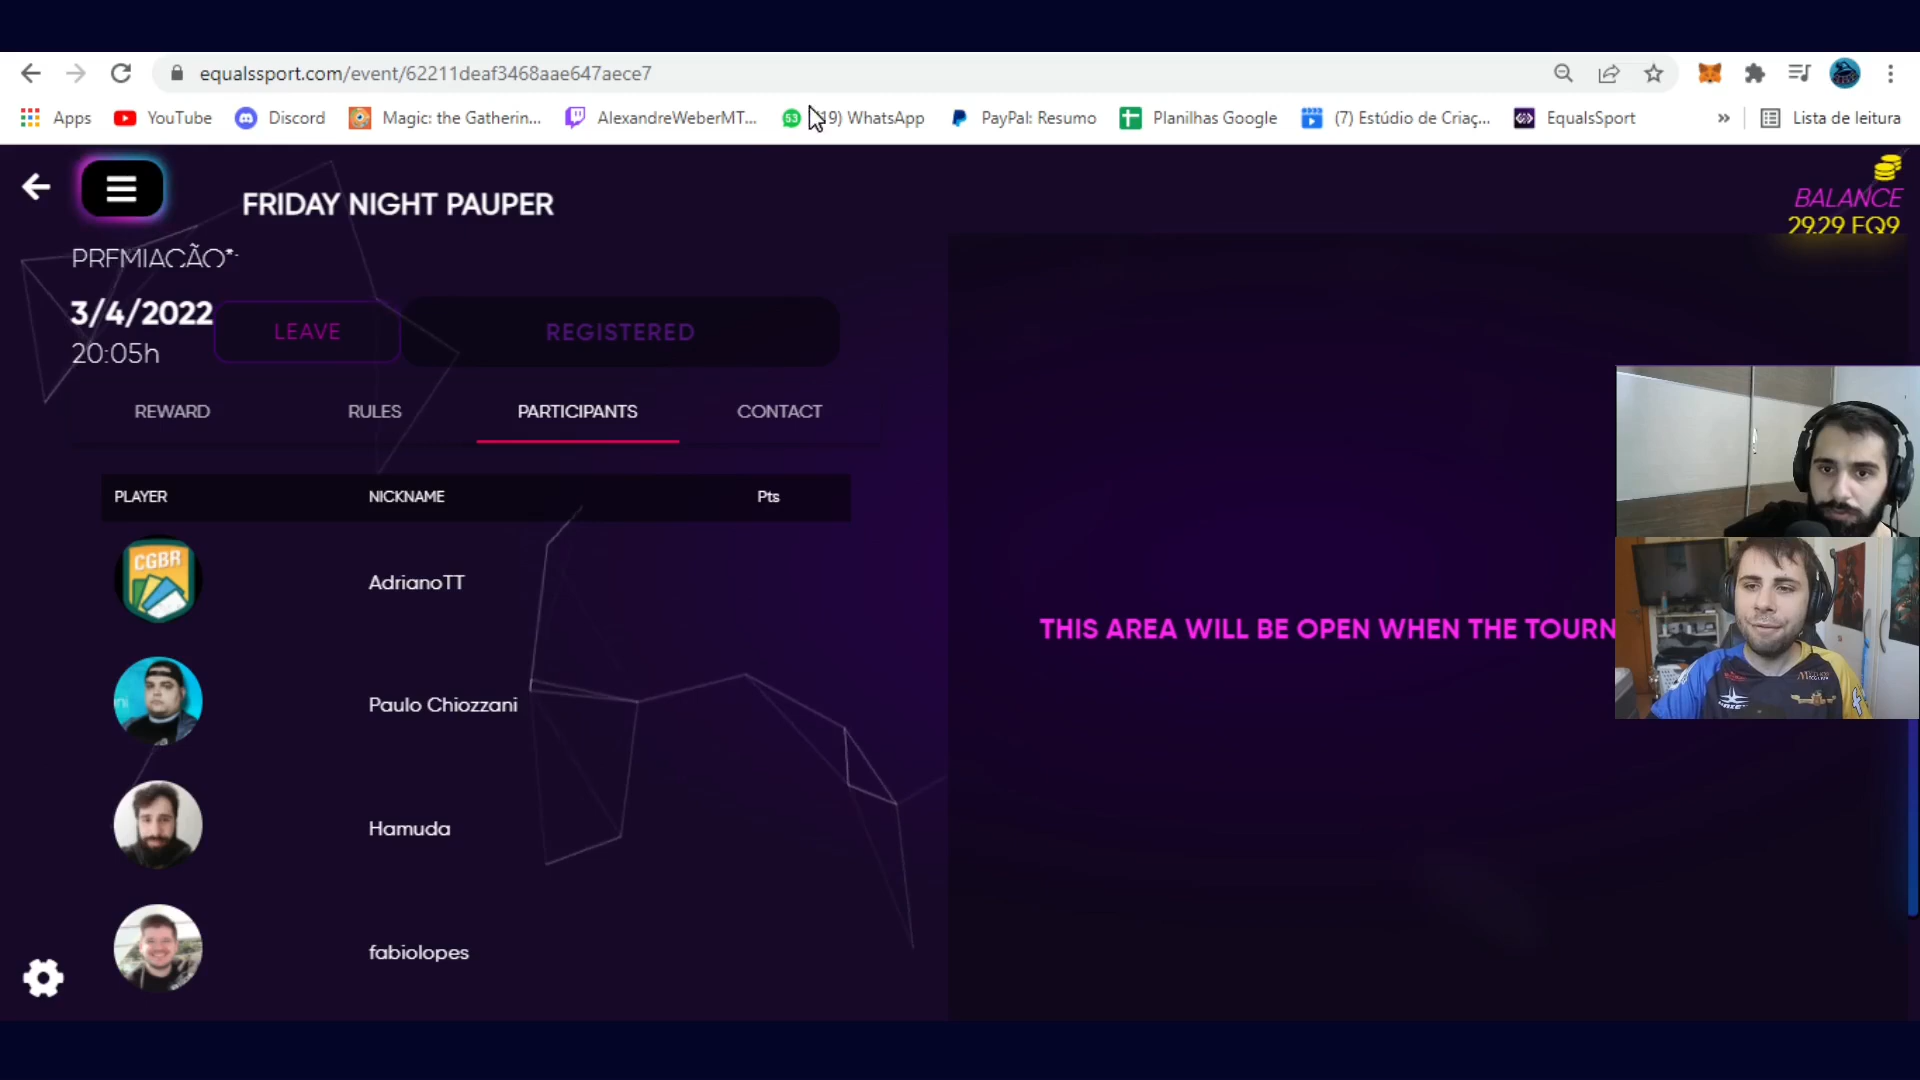 equalssport.com/event/62211deaf3468aae647aece7
Apps YouTube Discord Magic: the Gatherin... AlexandreWeberMT... 53 19) WhatsApp PayPal: Resumo Planilhas Google (7) Estúdio de Criaç... EqualsSport » Lista de leitura
FRIDAY NIGHT PAUPER
BALANCE
29.29 EQ9
PREMIAÇÃO*
3/4/2022
20:05h
LEAVE
REGISTERED
REWARD RULES PARTICIPANTS CONTACT
PLAYER NICKNAME Pts
CGBR
AdrianoTT
Paulo Chiozzani
Hamuda
fabiolopes
THIS AREA WILL BE OPEN WHEN THE TOURN